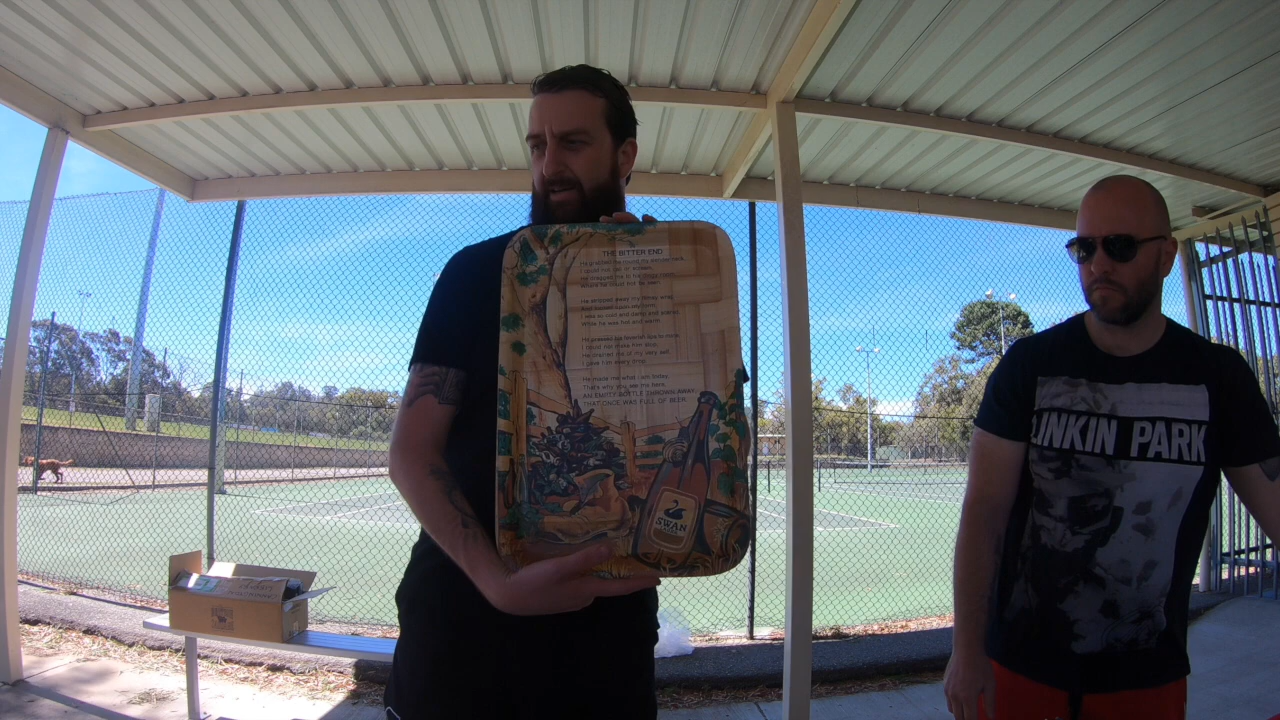 THE BITTER END
He grabbed me round my slender neck,
I could not yell or scream,
He dragged me to his dingy room
Where he could not be seen.
He stripped away my flimsy wrap
And gazed upon my form
I was so cold and damp and scared
While he was hot and warm.
He pressed his feverish lips to mine,
I could not make him stop,
He drained me of my very self,
I gave him every drop.
He made me what I am today,
That's why you see me here,
AN EMPTY BOTTLE THROWN AWAY
THAT ONCE WAS FULL OF BEER.
SWAN
LINKIN PARK